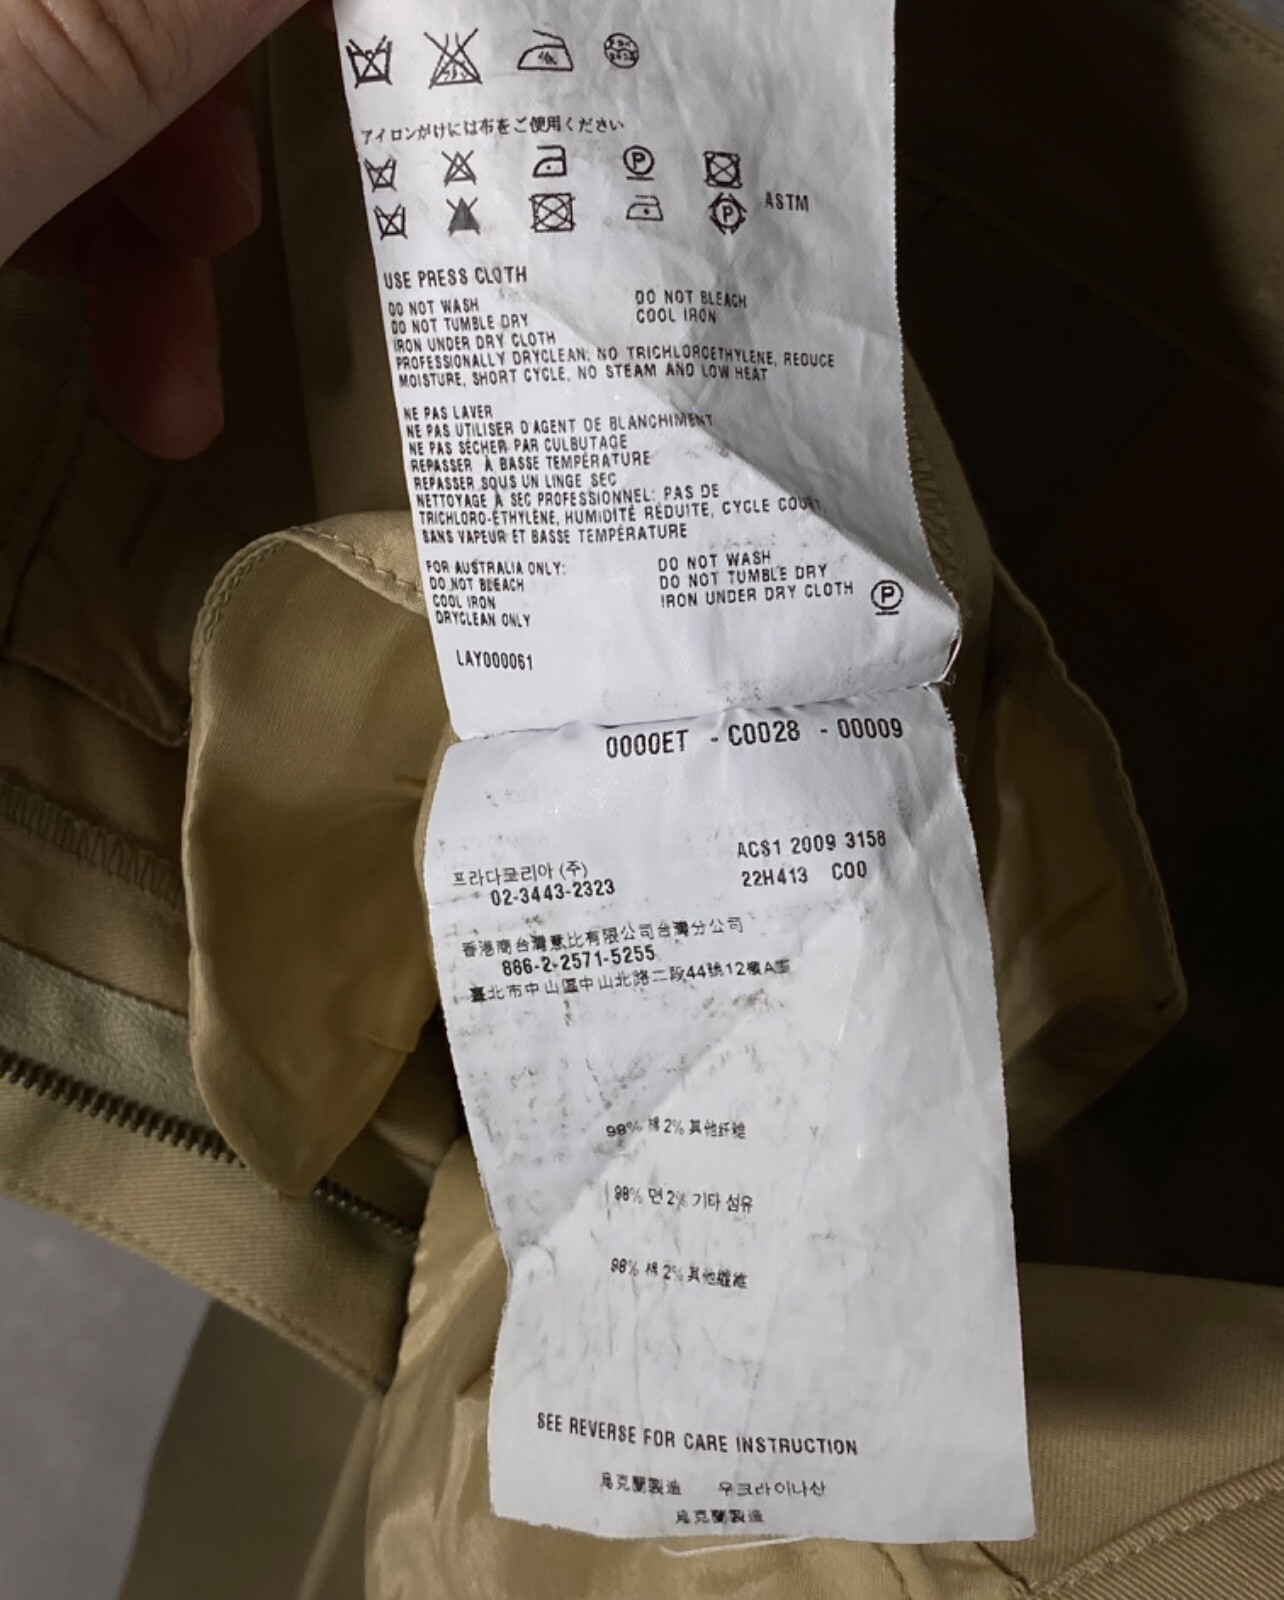 アイロンがけには布をご使用ください
P
P ASTM
USE PRESS CLOTH
DO NOT WASH DO NOT BLEACH
DO NOT TUMBLE DRY COOL IRON
IRON UNDER DRY CLOTH
PROFESSIONALLY DRYCLEAN: NO TRICHLOROETHYLENE, REDUCE
MOISTURE, SHORT CYCLE, NO STEAM AND LOW HEAT
NE PAS LAVER
NE PAS UTILISER D'AGENT DE BLANCHIMENT
NE PAS SÉCHER PAR CULBUTAGE
REPASSER À BASSE TEMPÉRATURE
REPASSER SOUS UN LINGE SEC
NETTOYAGE À SEC PROFESSIONNEL: PAS DE
TRICHLORO-ÉTHYLÈNE, HUMIDITÉ RÉDUITE, CYCLE COURT,
SANS VAPEUR ET BASSE TEMPÉRATURE
FOR AUSTRALIA ONLY: DO NOT WASH
DO NOT BLEACH DO NOT TUMBLE DRY
COOL IRON IRON UNDER DRY CLOTH P
DRYCLEAN ONLY
LAY000061
0000ET - C0028 - 00009
ACS1 2009 3158
프라다코리아 (주) 22H413 C00
02-3443-2323
香港商台灣意比有限公司台灣分公司
886-2-2571-5255
臺北市中山區中山北路二段44號12樓A室
98% 棉 2% 其他纤维
98% 면 2% 기타 섬유
98% 棉 2% 其他纖維
SEE REVERSE FOR CARE INSTRUCTION
烏克蘭製造 우크라이나산
烏克蘭製造